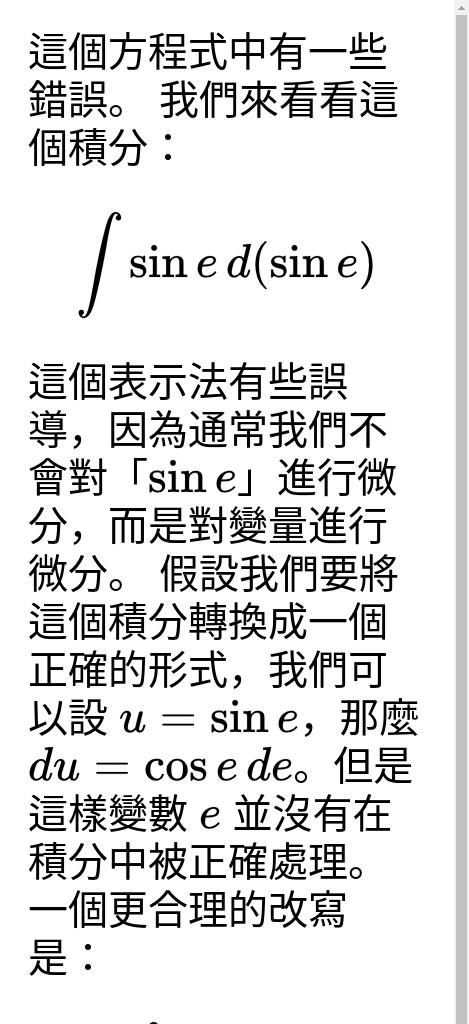 這個方程式中有一些
錯誤。 我們來看看這
個積分：
∫ sin e d(sin e)
這個表示法有些誤
導，因為通常我們不
會對「sin e」進行微
分，而是對變量進行
微分。 假設我們要將
這個積分轉換成一個
正確的形式，我們可
以設 u = sin e，那麼
du = cos e de。但是
這樣變數 e 並沒有在
積分中被正確處理。
一個更合理的改寫
是：